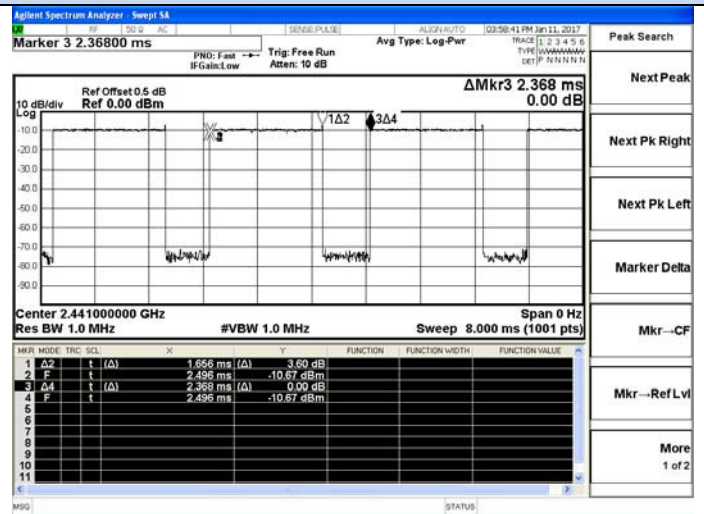 Agilent Spectrum Analyzer - Swept SA
RF 50 Ω AC SENSE:PULSE ALIGN AUTO 03:58:41 PM Jan 11, 2017
Marker 3 2.36800 ms
PNO: Fast
IFGain:Low
Trig: Free Run
Atten: 10 dB
Avg Type: Log-Pwr
TRACE 1 2 3 4 5 6
TYPE
DET P N N N N N
Peak Search
Next Peak
Next Pk Right
Next Pk Left
Marker Delta
Mkr→CF
Mkr→Ref Lvl
More
1 of 2
Ref Offset 0.5 dB
10 dB/div Ref 0.00 dBm
ΔMkr3 2.368 ms
0.00 dB
Log
1Δ2 3Δ4
-10.0
-20.0
-30.0
-40.0
-50.0
-60.0
-70.0
-80.0
-90.0
Center 2.441000000 GHz Span 0 Hz
Res BW 1.0 MHz #VBW 1.0 MHz Sweep 8.000 ms (1001 pts)
MKR MODE TRC SCL X Y FUNCTION FUNCTION WIDTH FUNCTION VALUE
1 Δ2 t (Δ) 1.656 ms (Δ) 3.60 dB
2 F t 2.496 ms -10.67 dBm
3 Δ4 t (Δ) 2.368 ms (Δ) 0.00 dB
4 F t 2.496 ms -10.67 dBm
5
6
7
8
9
10
11
MSG STATUS